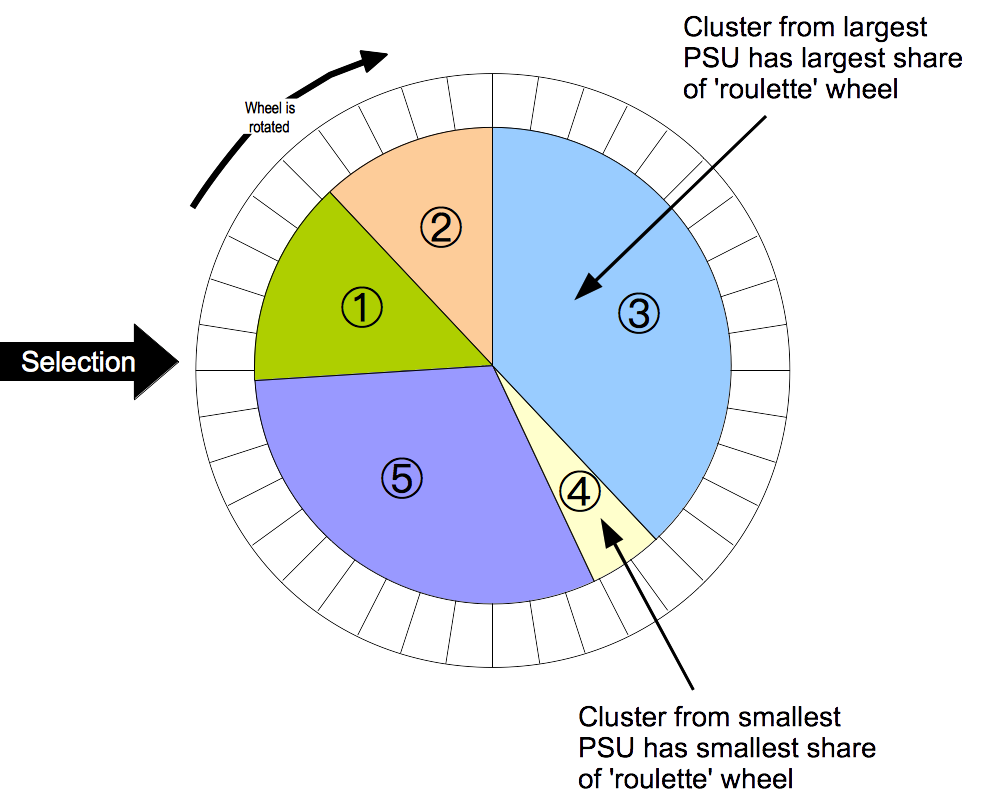 Cluster from largest
PSU has largest share
of 'roulette' wheel
Wheel is
rotated
②
①
③
Selection
⑤
④
Cluster from smallest
PSU has smallest share
of 'roulette' wheel